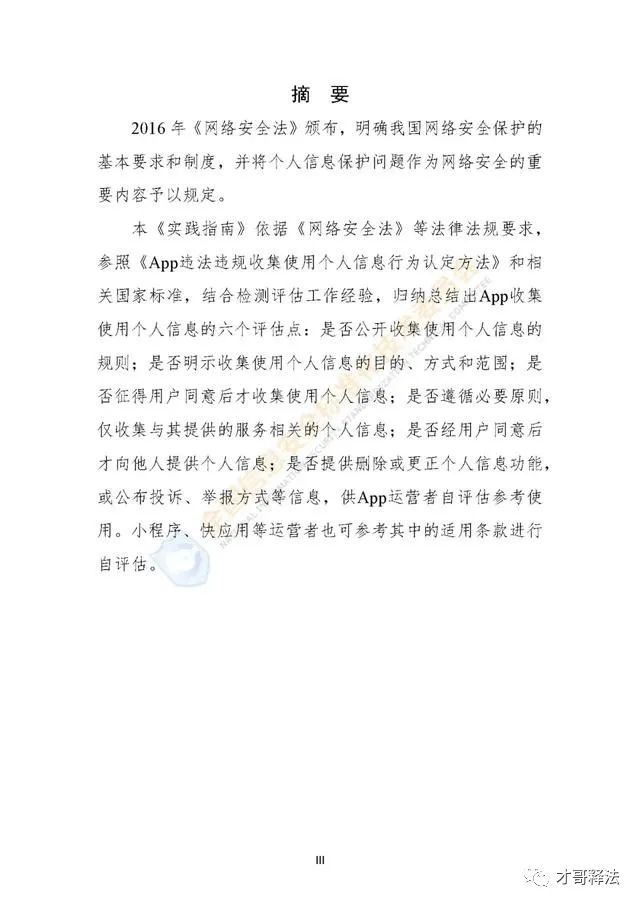 摘 要
2016 年《网络安全法》颁布，明确我国网络安全保护的
基本要求和制度，并将个人信息保护问题作为网络安全的重
要内容予以规定。
本《实践指南》依据《网络安全法》等法律法规要求，
参照《App违法违规收集使用个人信息行为认定方法》和相
关国家标准，结合检测评估工作经验，归纳总结出App收集
使用个人信息的六个评估点：是否公开收集使用个人信息的
规则；是否明示收集使用个人信息的目的、方式和范围；是
否征得用户同意后才收集使用个人信息；是否遵循必要原则，
仅收集与其提供的服务相关的个人信息；是否经用户同意后
才向他人提供个人信息；是否提供删除或更正个人信息功能，
或公布投诉、举报方式等信息，供App运营者自评估参考使
用。小程序、快应用等运营者也可参考其中的适用条款进行
自评估。
III
才哥释法